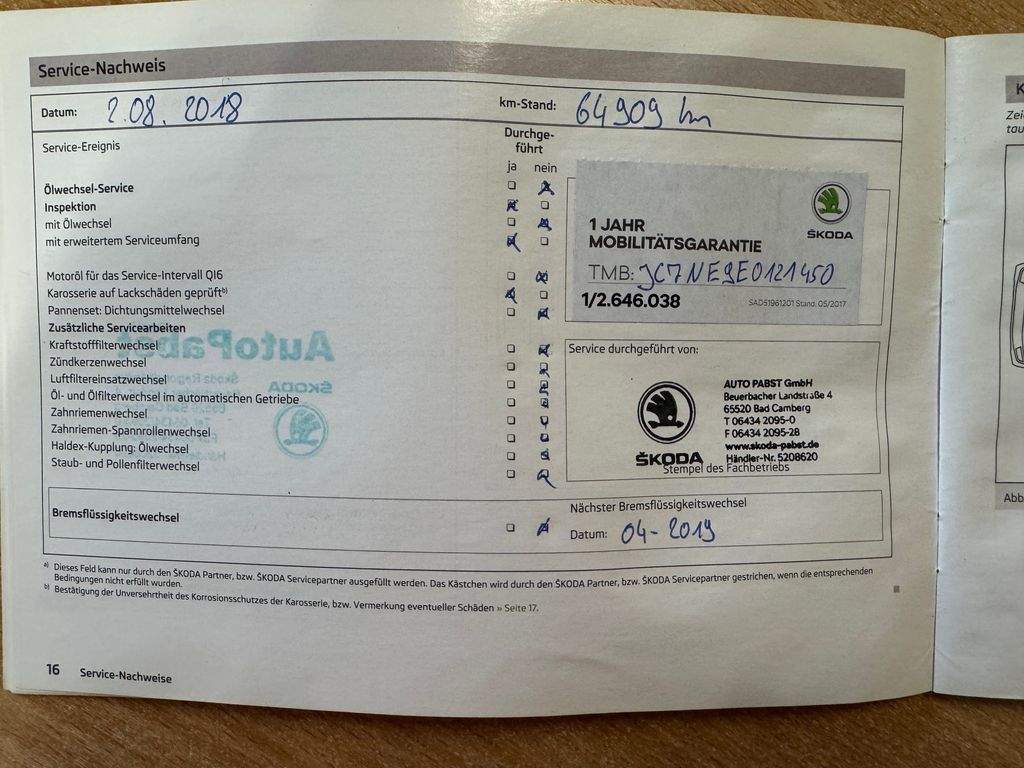 Service-Nachweis
Datum: 2.08.2018 km-Stand: 64909 km
Service-Ereignis
Durchge-
führt
ja nein
Ölwechsel-Service
Inspektion
mit Ölwechsel
mit erweitertem Serviceumfang
Motoröl für das Service-Intervall QI6
Karosserie auf Lackschäden geprüft b)
Pannenset: Dichtungsmittelwechsel
Zusätzliche Servicearbeiten
Kraftstofffilterwechsel
Zündkerzenwechsel
Luftfiltereinsatzwechsel
Öl- und Ölfilterwechsel im automatischen Getriebe
Zahnriemenwechsel
Zahnriemen-Spannrollenwechsel
Haldex-Kupplung: Ölwechsel
Staub- und Pollenfilterwechsel
ŠKODA
1 JAHR
MOBILITÄTSGARANTIE
TMB: JC7NE9E0121450
1/2.646.038 SAD51961201 Stand: 05/2017
Service durchgeführt von:
AUTO PABST GmbH
Beuerbacher Landstraße 4
65520 Bad Camberg
T 06434 2095-0
F 06434 2095-28
www.skoda-pabst.de
Händler-Nr. 5208620
ŠKODA
Stempel des Fachbetriebs
AutoPabst
ŠKODA
Bremsflüssigkeitswechsel
Nächster Bremsflüssigkeitswechsel
Datum: 04-2019
a) Dieses Feld kann nur durch den ŠKODA Partner, bzw. ŠKODA Servicepartner ausgefüllt werden. Das Kästchen wird durch den ŠKODA Partner, bzw. ŠKODA Servicepartner gestrichen, wenn die entsprechenden
Bedingungen nicht erfüllt wurden.
b) Bestätigung der Unversehrtheit des Korrosionsschutzes der Karosserie, bzw. Vermerkung eventueller Schäden » Seite 17.
16 Service-Nachweise
K
Zei
tau
Abb